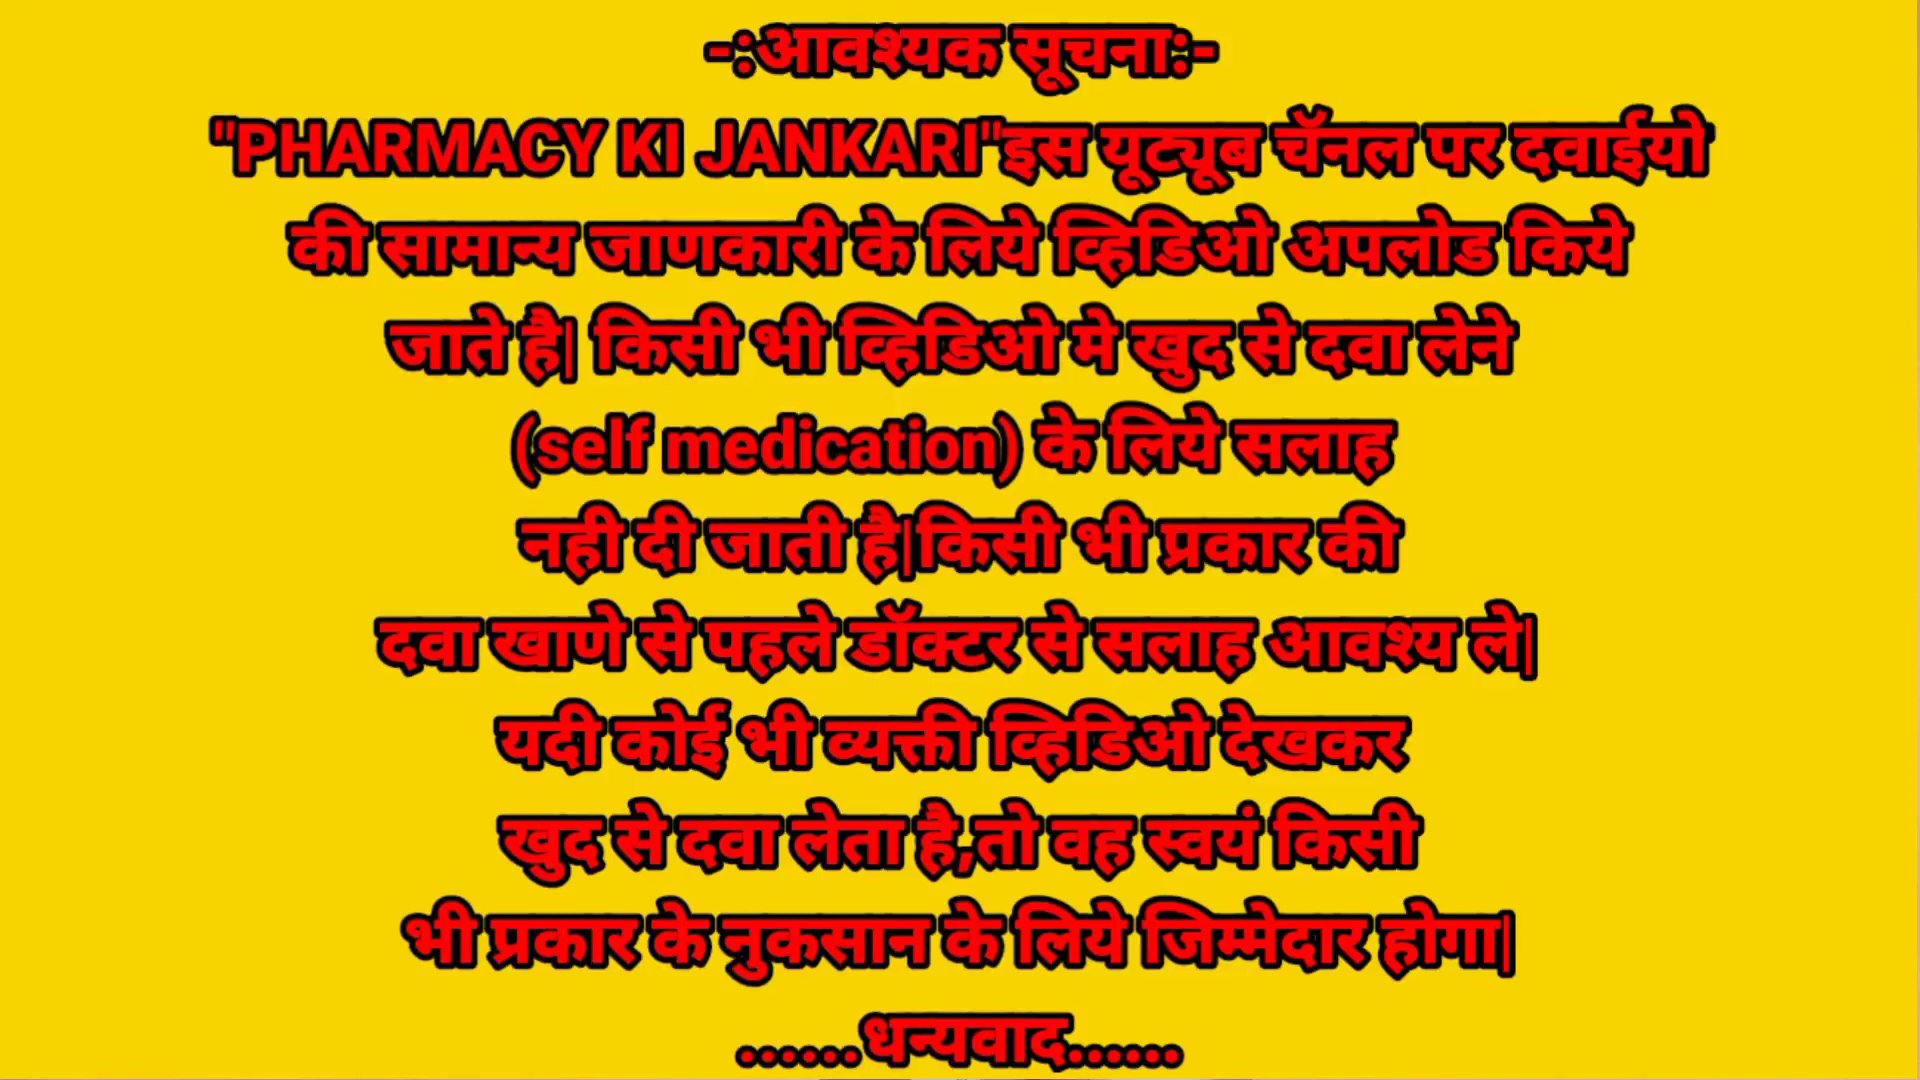 -:आवश्यक सूचना:-
"PHARMACY KI JANKARI"इस यूट्यूब चॅनल पर दवाईयो
की सामान्य जाणकारी के लिये व्हिडिओ अपलोड किये
जाते है| किसी भी व्हिडिओ मे खुद से दवा लेने
(self medication) के लिये सलाह
नही दी जाती है|किसी भी प्रकार की
दवा खाणे से पहले डॉक्टर से सलाह आवश्य ले|
यदी कोई भी व्यक्ती व्हिडिओ देखकर
खुद से दवा लेता है,तो वह स्वयं किसी
भी प्रकार के नुकसान के लिये जिम्मेदार होगा|
......धन्यवाद......